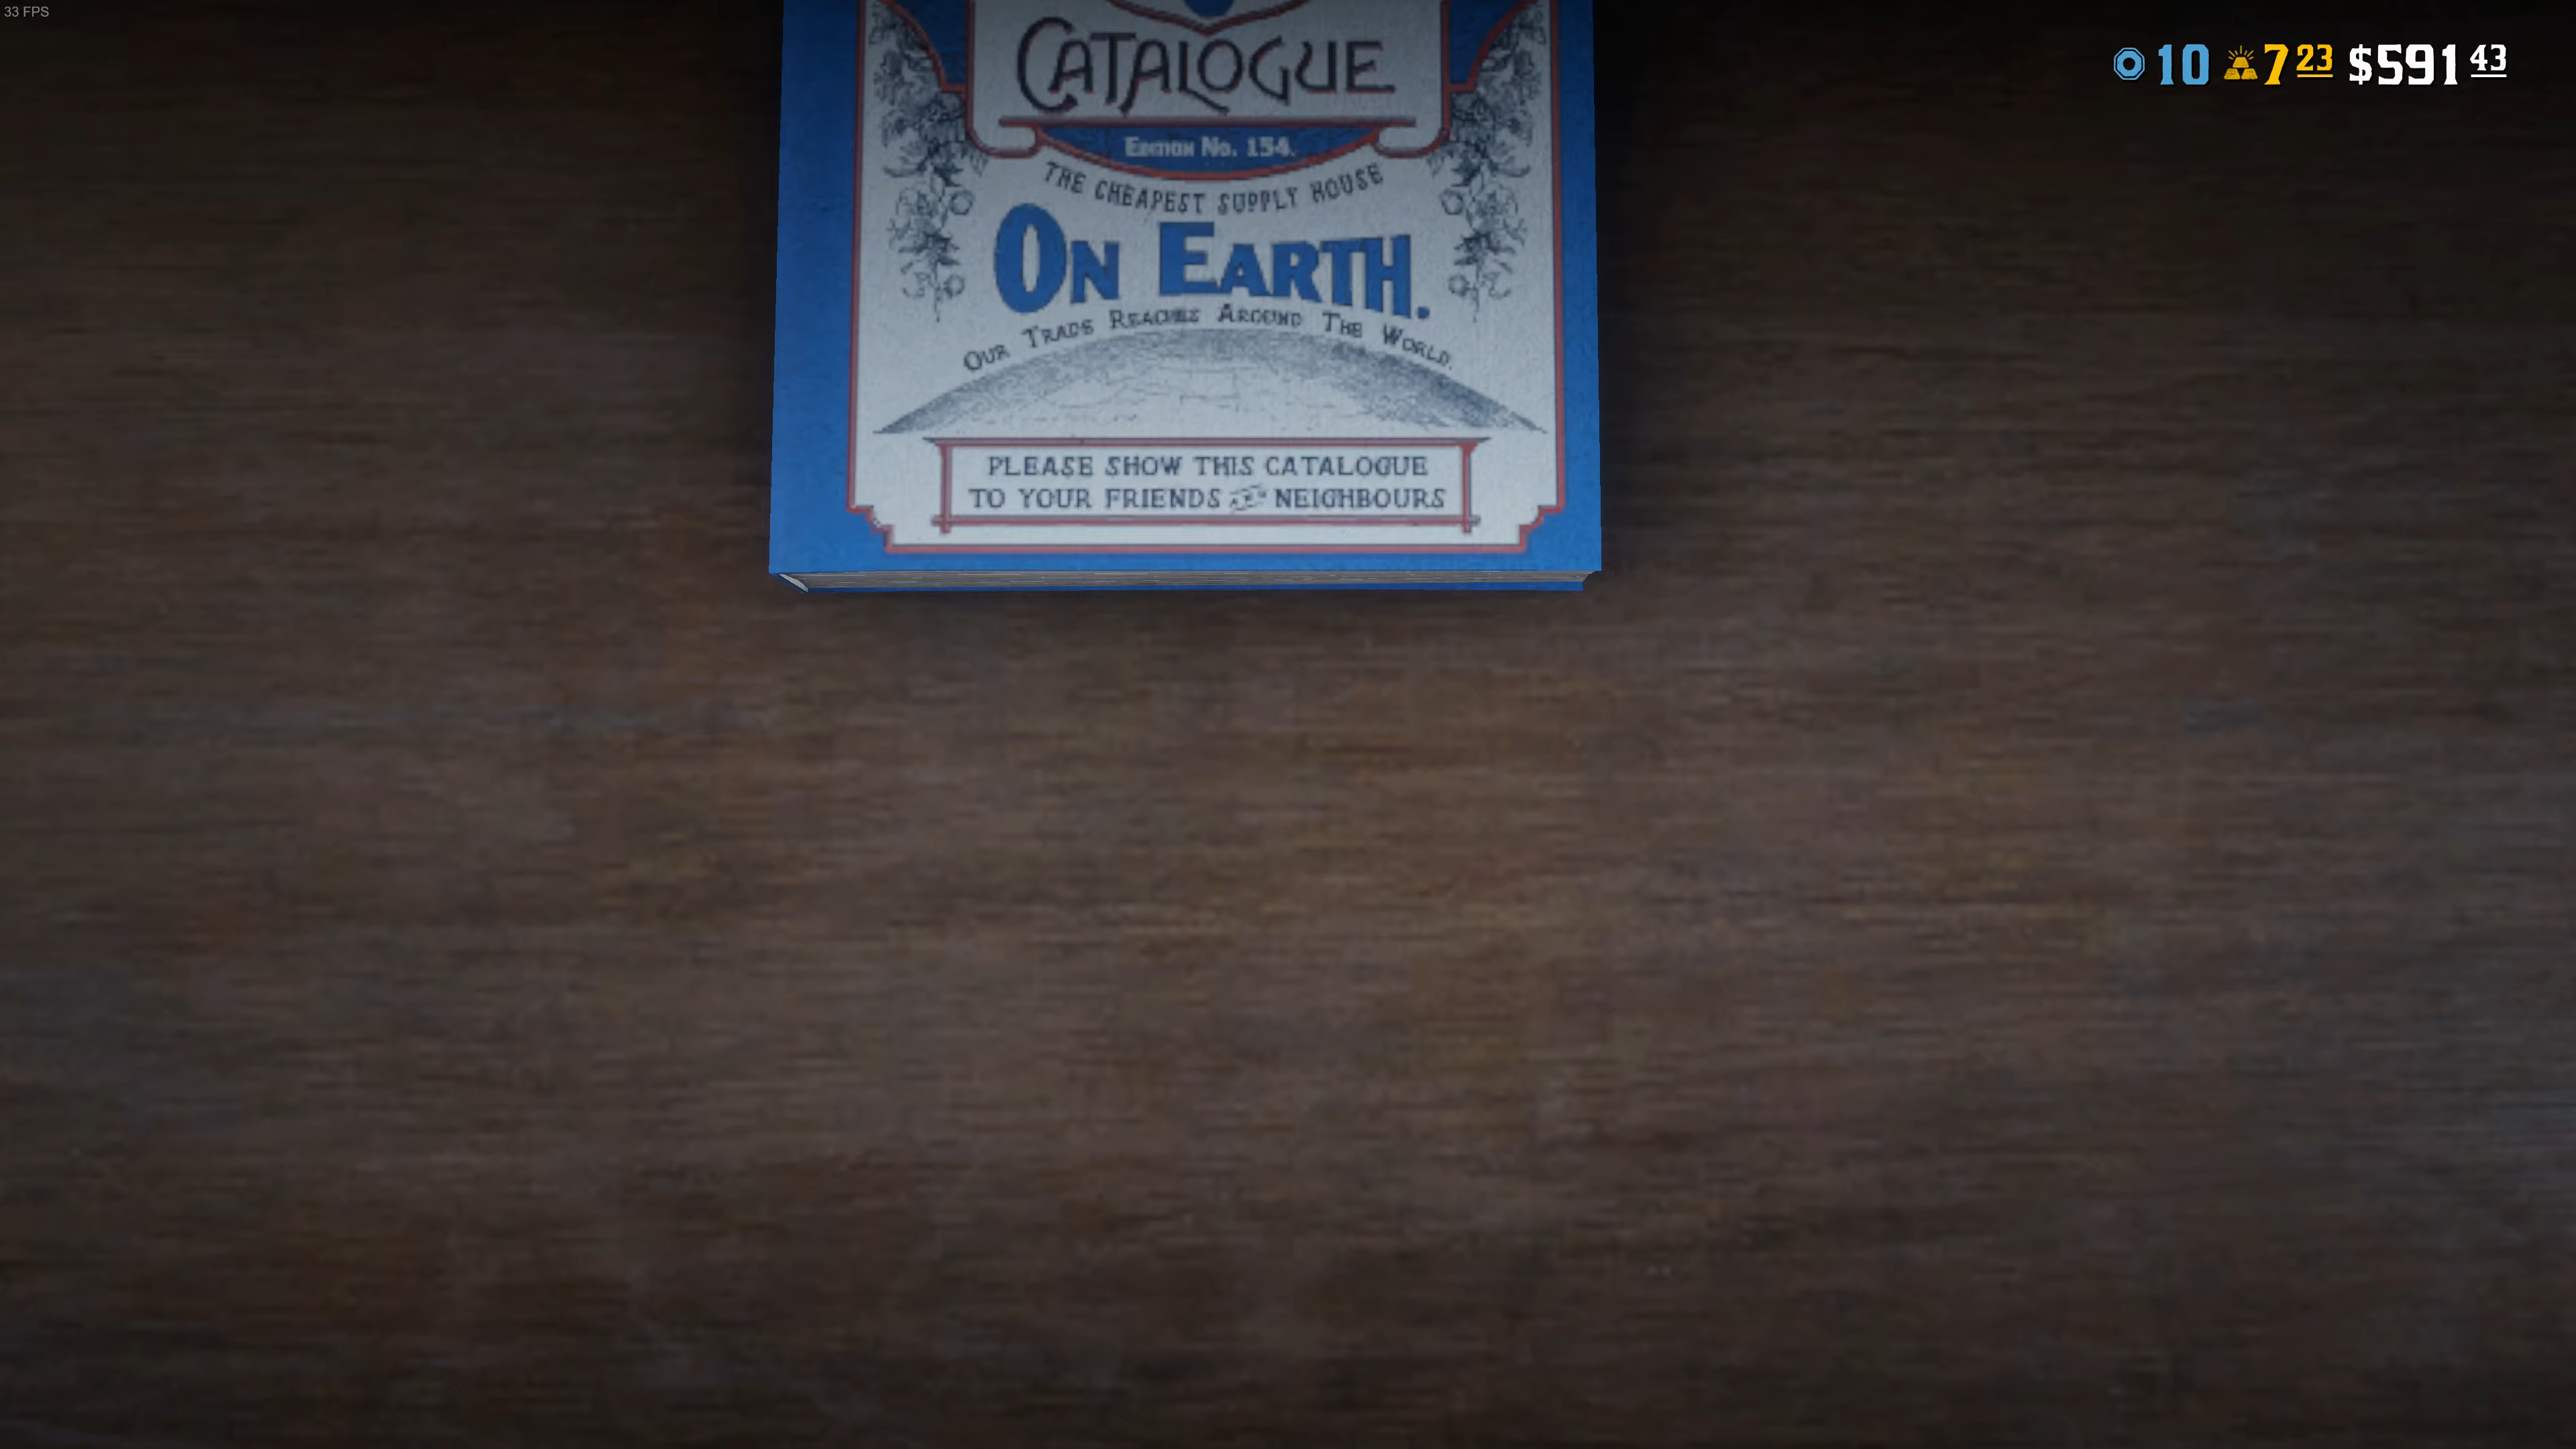 33 FPS
10 7 23 $591 43
CATALOGUE
EDITION No. 154.
THE CHEAPEST SUPPLY HOUSE
ON EARTH.
OUR TRADE REACHES AROUND THE WORLD.
PLEASE SHOW THIS CATALOGUE
TO YOUR FRIENDS AND NEIGHBOURS